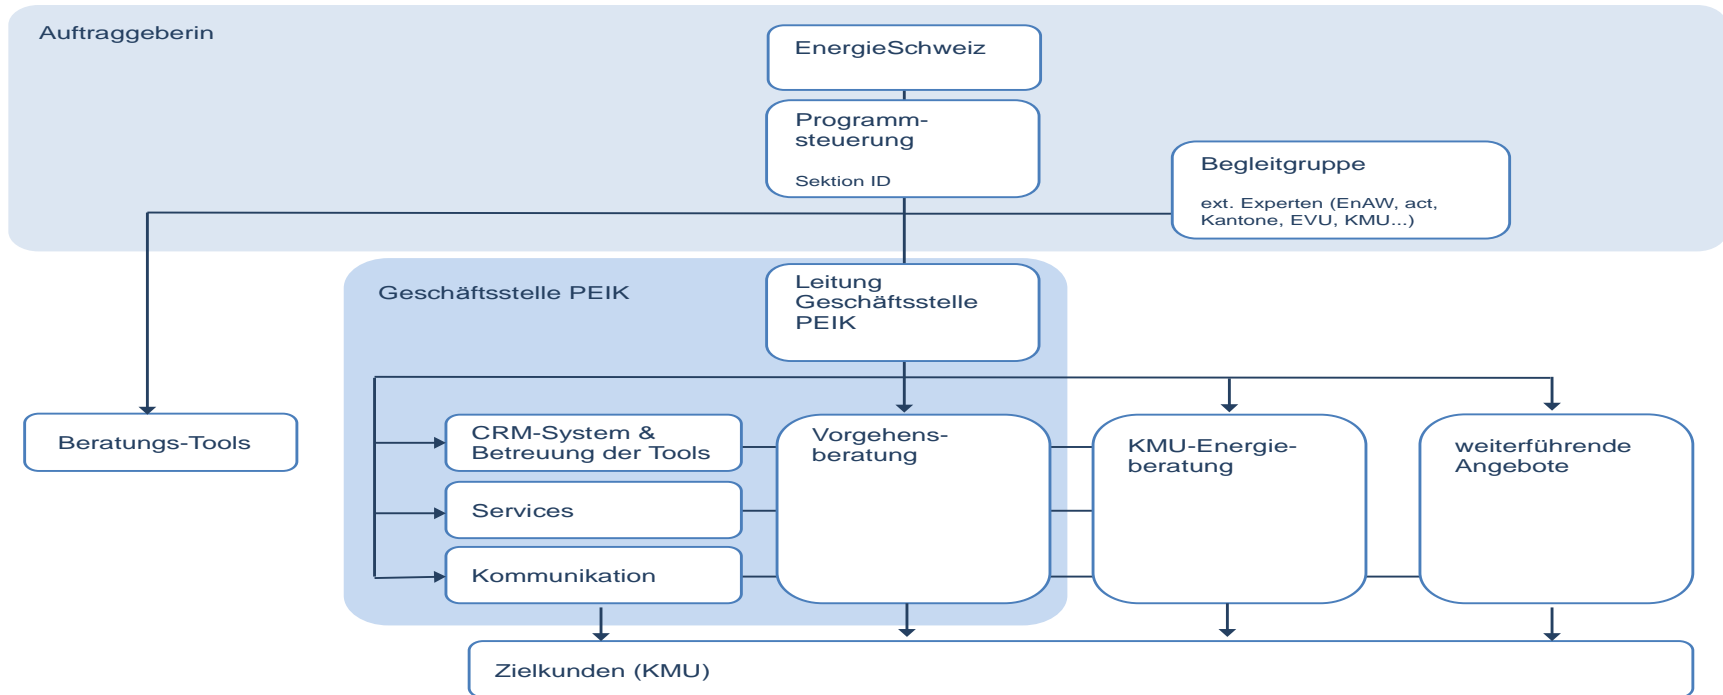 Auftraggeberin
EnergieSchweiz
Programm-
steuerung
Sektion ID
Begleitgruppe
ext. Experten (EnAW, act,
Kantone, EVU, KMU...)
Geschäftsstelle PEIK
Leitung
Geschäftsstelle
PEIK
Beratungs-Tools
CRM-System &
Betreuung der Tools
Services
Kommunikation
Vorgehens-
beratung
KMU-Energie-
beratung
weiterführende
Angebote
Zielkunden (KMU)